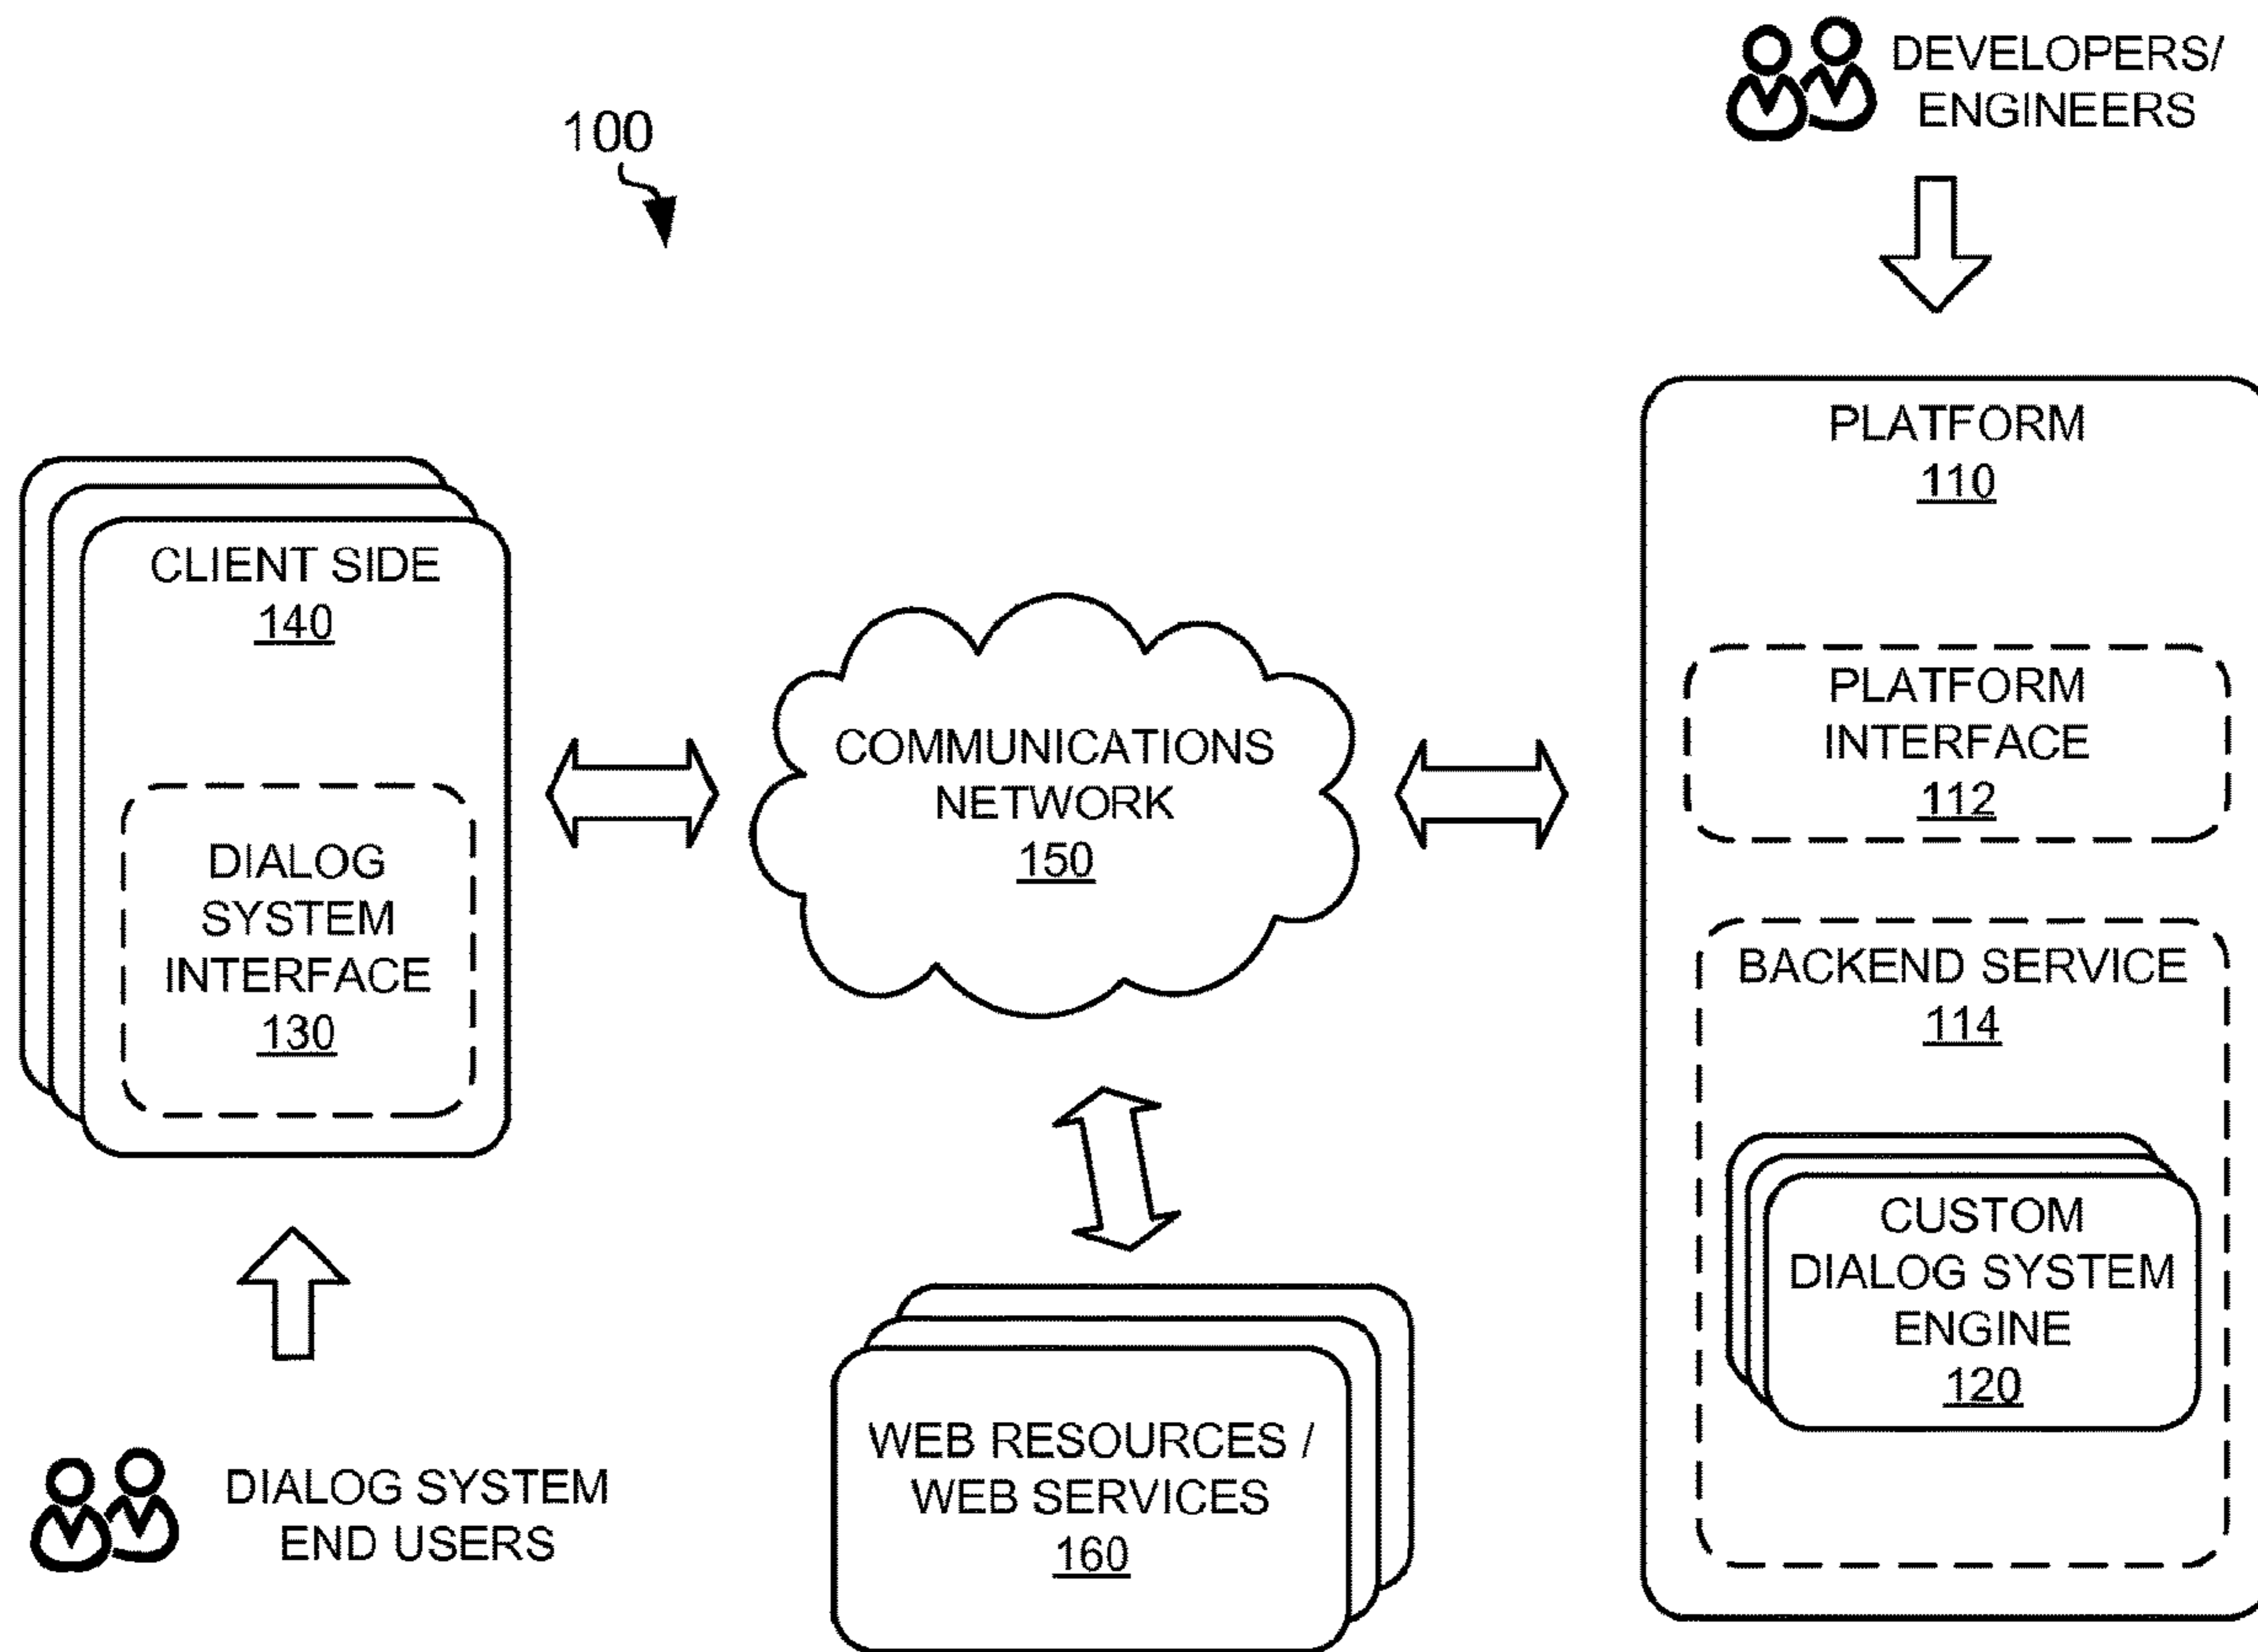 DEVELOPERS/
ENGINEERS
100
PLATFORM
110
CLIENT SIDE
140
PLATFORM
INTERFACE
112
COMMUNICATIONS
NETWORK
150
DIALOG
SYSTEM
INTERFACE
130
BACKEND SERVICE
114
CUSTOM
DIALOG SYSTEM
ENGINE
120
WEB RESOURCES /
WEB SERVICES
160
DIALOG SYSTEM
END USERS